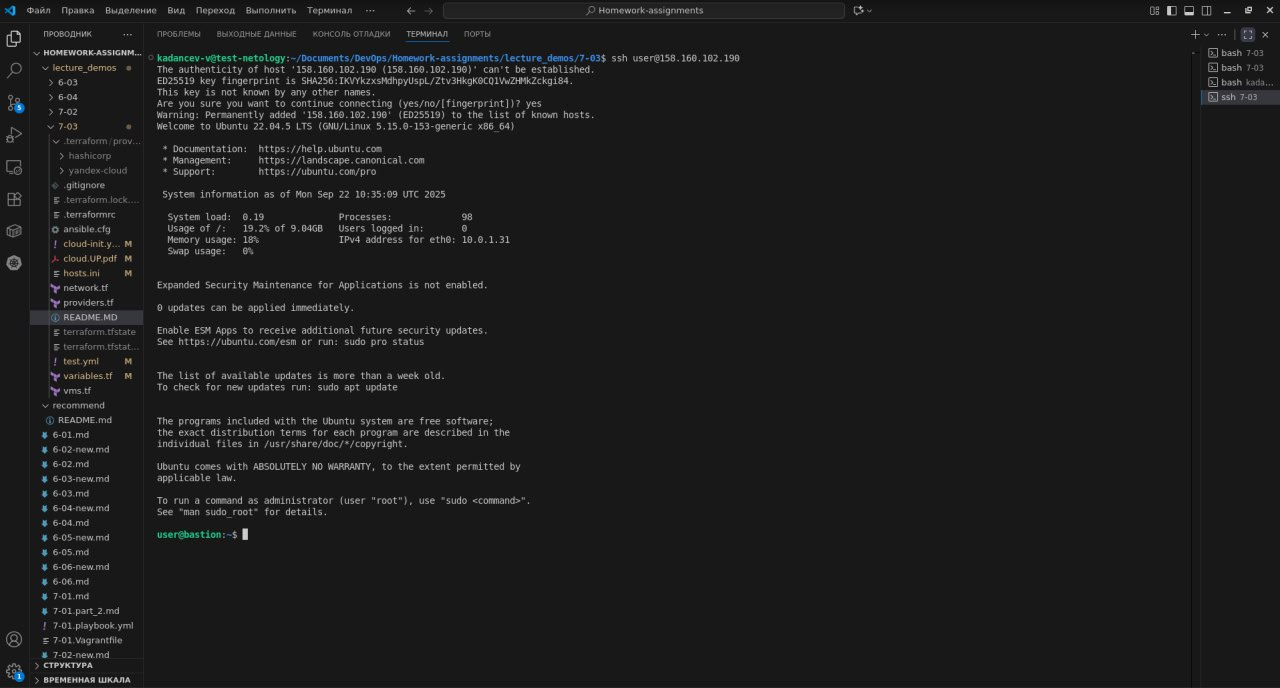 Файл Правка Выделение Вид Переход Выполнить Терминал ··· Homework-assignments
ПРОВОДНИК ···
HOMEWORK-ASSIGNM...
lecture_demos
6-03
6-04
7-02
7-03
.terraform / prov...
hashicorp
yandex-cloud
.gitignore
.terraform.lock....
.terraformrc
ansible.cfg
cloud-init.y... M
cloud.UP.pdf M
hosts.ini M
network.tf
providers.tf
README.MD
terraform.tfstate
terraform.tfstat...
test.yml M
variables.tf M
vms.tf
recommend
README.md
6-01.md
6-02-new.md
6-02.md
6-03-new.md
6-03.md
6-04-new.md
6-04.md
6-05-new.md
6-05.md
6-06-new.md
6-06.md
7-01.md
7-01.part_2.md
7-01.playbook.yml
7-01.Vagrantfile
7-02-new.md
СТРУКТУРА
ВРЕМЕННАЯ ШКАЛА
5
1
ПРОБЛЕМЫ ВЫХОДНЫЕ ДАННЫЕ КОНСОЛЬ ОТЛАДКИ ТЕРМИНАЛ ПОРТЫ
kadancev-v@test-netology:~/Documents/DevOps/Homework-assignments/lecture_demos/7-03$ ssh user@158.160.102.190
The authenticity of host '158.160.102.190 (158.160.102.190)' can't be established.
ED25519 key fingerprint is SHA256:IKVYkzxsMdhpyUspL/Ztv3HkgK0CQ1VwZHMkZckgi84.
This key is not known by any other names.
Are you sure you want to continue connecting (yes/no/[fingerprint])? yes
Warning: Permanently added '158.160.102.190' (ED25519) to the list of known hosts.
Welcome to Ubuntu 22.04.5 LTS (GNU/Linux 5.15.0-153-generic x86_64)
* Documentation: https://help.ubuntu.com
* Management: https://landscape.canonical.com
* Support: https://ubuntu.com/pro
System information as of Mon Sep 22 10:35:09 UTC 2025
System load: 0.19 Processes: 98
Usage of /: 19.2% of 9.04GB Users logged in: 0
Memory usage: 18% IPv4 address for eth0: 10.0.1.31
Swap usage: 0%
Expanded Security Maintenance for Applications is not enabled.
0 updates can be applied immediately.
Enable ESM Apps to receive additional future security updates.
See https://ubuntu.com/esm or run: sudo pro status
The list of available updates is more than a week old.
To check for new updates run: sudo apt update
The programs included with the Ubuntu system are free software;
the exact distribution terms for each program are described in the
individual files in /usr/share/doc/*/copyright.
Ubuntu comes with ABSOLUTELY NO WARRANTY, to the extent permitted by
applicable law.
To run a command as administrator (user "root"), use "sudo <command>".
See "man sudo_root" for details.
user@bastion:~$
bash 7-03
bash 7-03
bash kada...
ssh 7-03